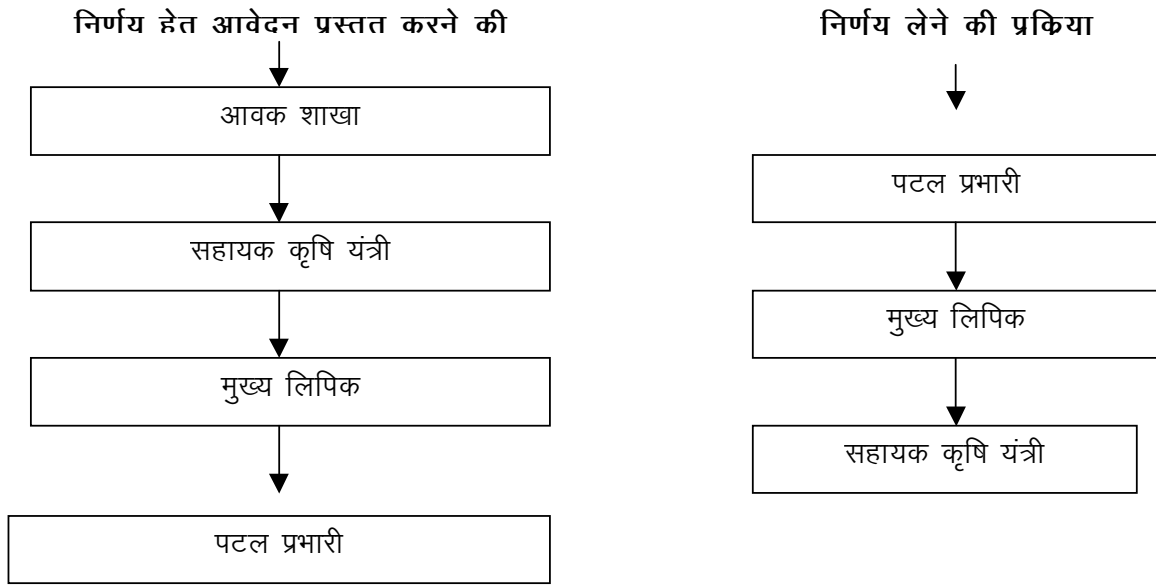 निर्णय हेत आवेदन प्रस्तत करने की
आवक शाखा
सहायक कृषि यंत्री
मुख्य लिपिक
पटल प्रभारी
निर्णय लेने की प्रकिया
पटल प्रभारी
मुख्य लिपिक
सहायक कृषि यंत्री